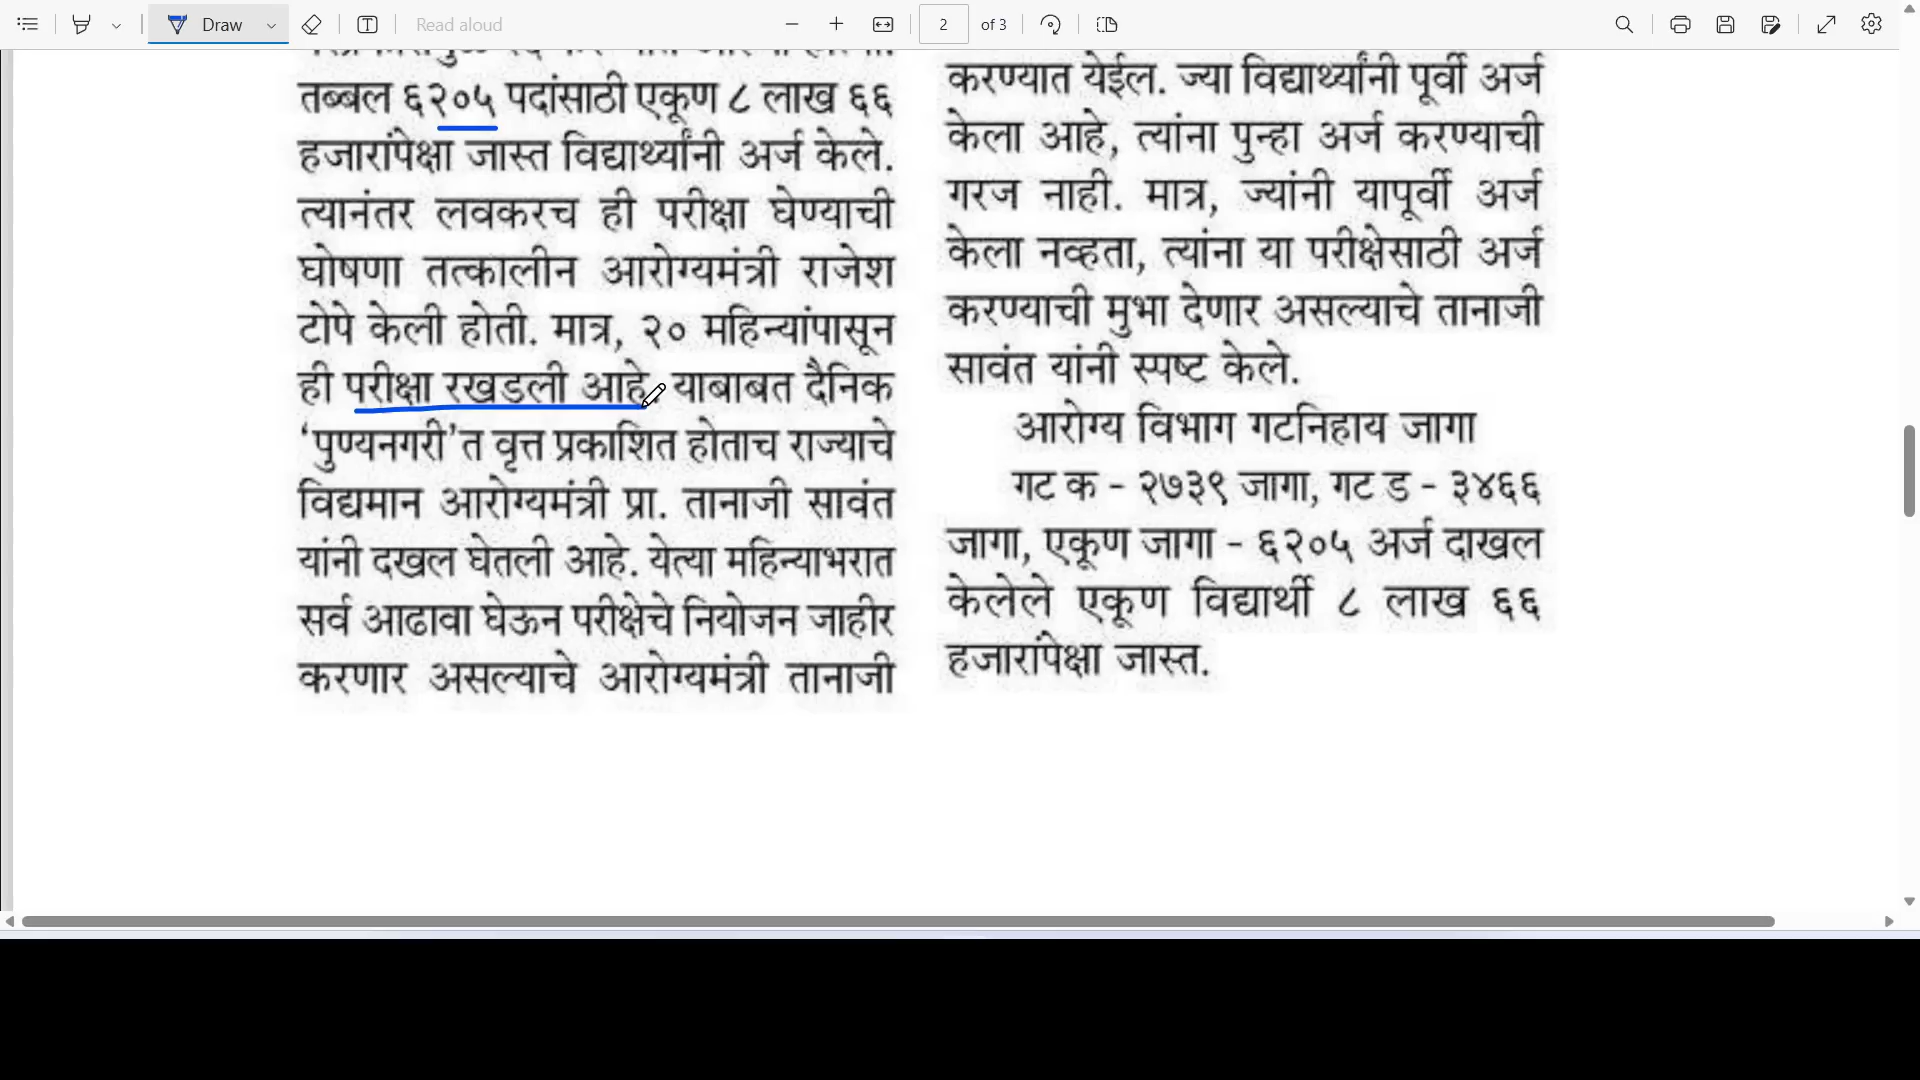 Draw
Read aloud
2 of 3
तब्बल ६२०५ पदांसाठी एकूण ८ लाख ६६
हजारांपेक्षा जास्त विद्यार्थ्यांनी अर्ज केले.
त्यानंतर लवकरच ही परीक्षा घेण्याची
घोषणा तत्कालीन आरोग्यमंत्री राजेश
टोपे केली होती. मात्र, २० महिन्यांपासून
ही परीक्षा रखडली आहे. याबाबत दैनिक
‘पुण्यनगरी’त वृत्त प्रकाशित होताच राज्याचे
विद्यमान आरोग्यमंत्री प्रा. तानाजी सावंत
यांनी दखल घेतली आहे. येत्या महिन्याभरात
सर्व आढावा घेऊन परीक्षेचे नियोजन जाहीर
करणार असल्याचे आरोग्यमंत्री तानाजी
करण्यात येईल. ज्या विद्यार्थ्यांनी पूर्वी अर्ज
केला आहे, त्यांना पुन्हा अर्ज करण्याची
गरज नाही. मात्र, ज्यांनी यापूर्वी अर्ज
केला नव्हता, त्यांना या परीक्षेसाठी अर्ज
करण्याची मुभा देणार असल्याचे तानाजी
सावंत यांनी स्पष्ट केले.
आरोग्य विभाग गटनिहाय जागा
गट क - २७३९ जागा, गट ड - ३४६६
जागा, एकूण जागा - ६२०५ अर्ज दाखल
केलेले एकूण विद्यार्थी ८ लाख ६६
हजारांपेक्षा जास्त.